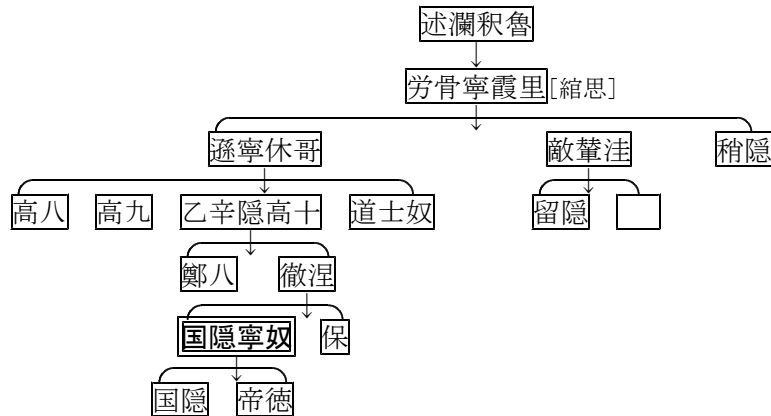 述瀾釈魯
労骨寧霞里[綰思]
遜寧休哥 敵輦洼 稍隠
高八 高九 乙辛隠高十 道士奴 留隠
鄭八 徹涅
国隠寧奴 保
国隠 帝徳